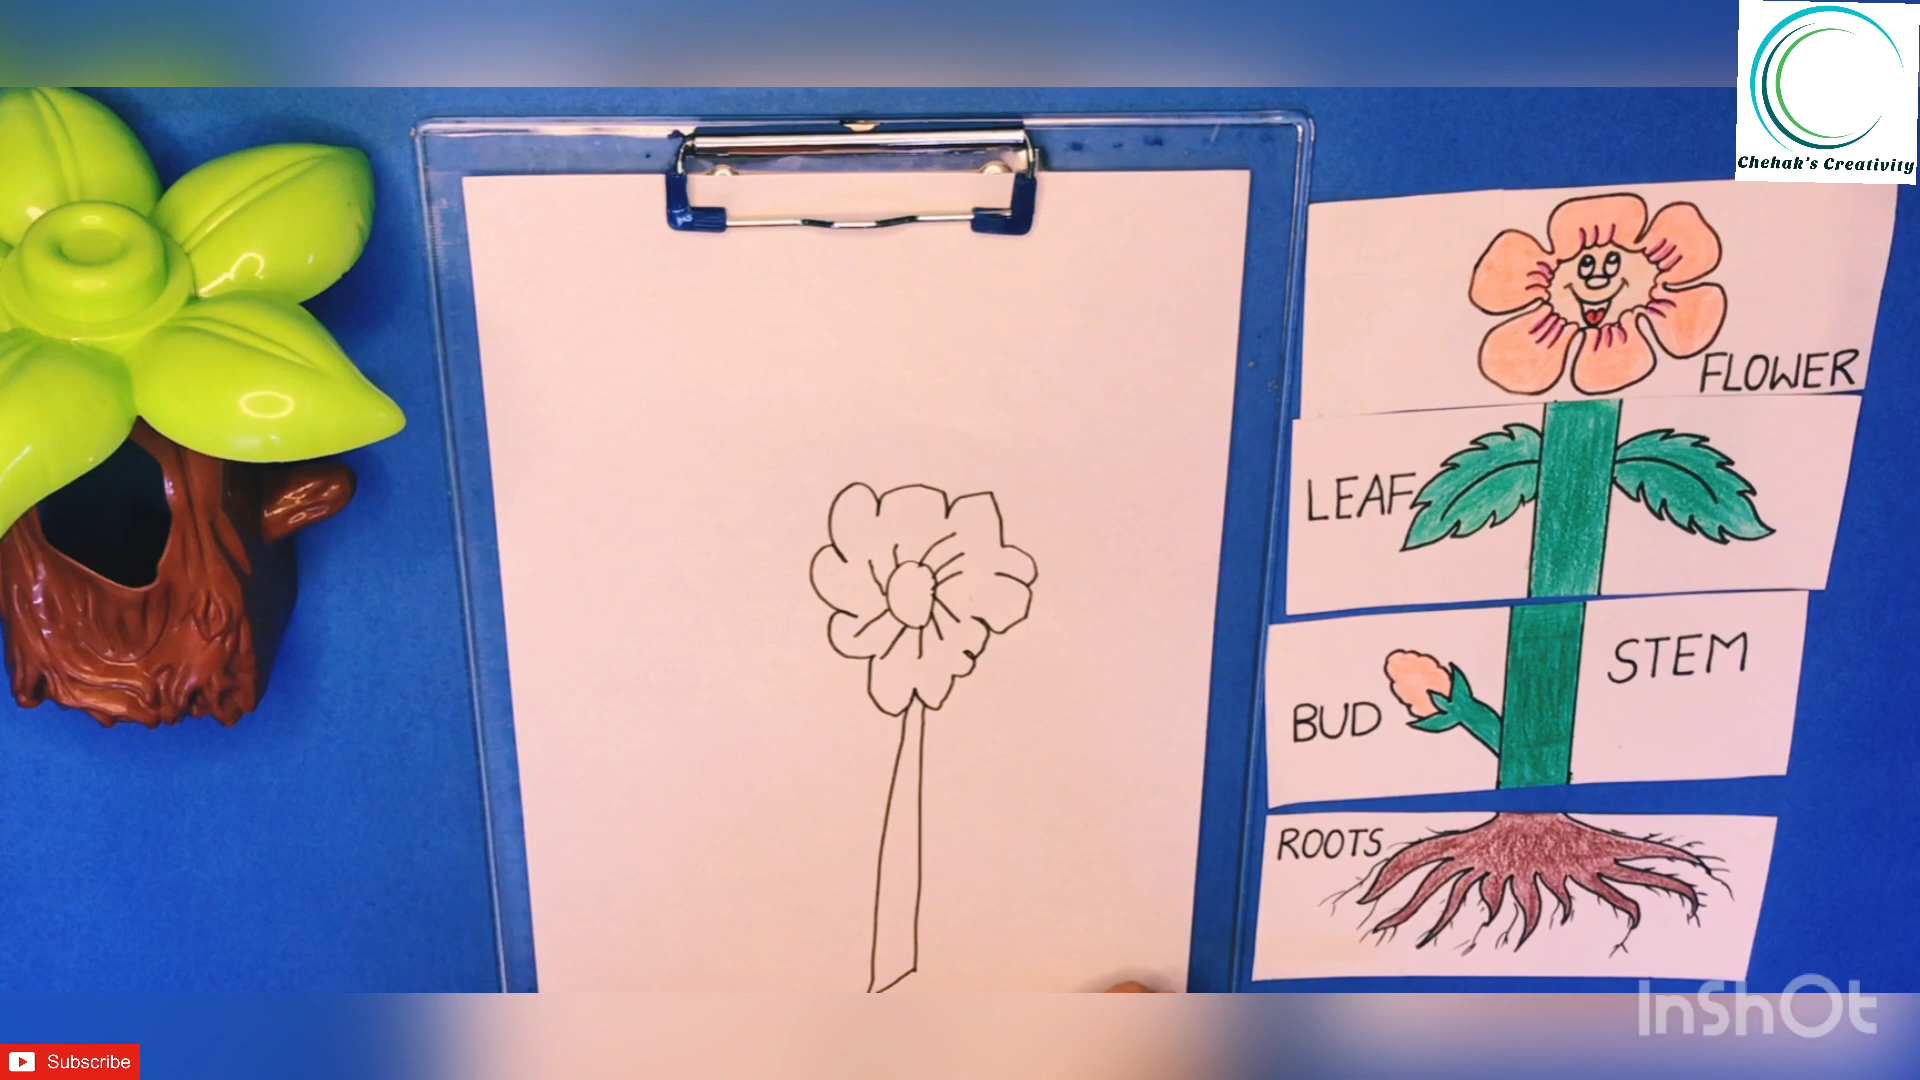 Chehak's Creativity
FLOWER
LEAF
STEM
BUD
ROOTS
InShOt
Subscribe